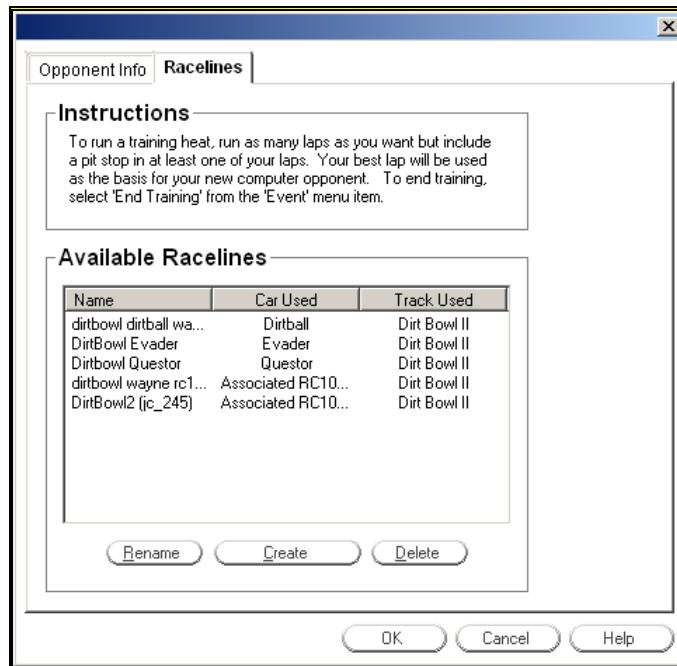 Opponent Info Racelines
Instructions
To run a training heat, run as many laps as you want but include
a pit stop in at least one of your laps. Your best lap will be used
as the basis for your new computer opponent. To end training,
select 'End Training' from the 'Event' menu item.
Available Racelines
Name Car Used Track Used
dirtbowl dirtball wa... Dirtball Dirt Bowl II
DirtBowl Evader Evader Dirt Bowl II
Dirtbowl Questor Questor Dirt Bowl II
dirtbowl wayne rc1... Associated RC10... Dirt Bowl II
DirtBowl2 (jc_245) Associated RC10... Dirt Bowl II
Rename Create Delete
OK Cancel Help